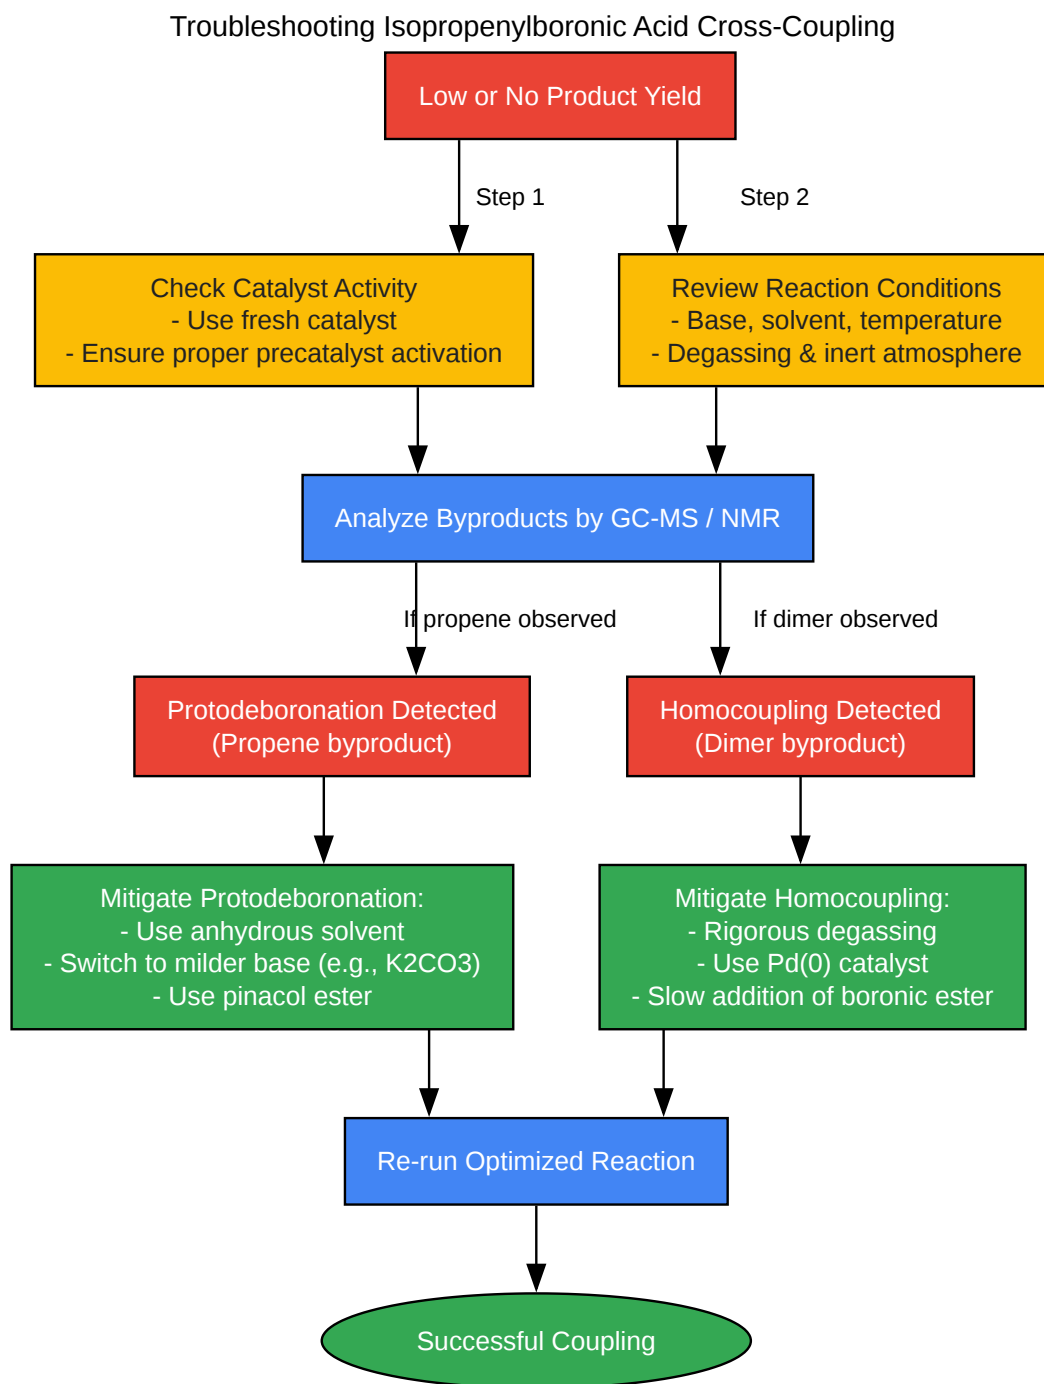 Troubleshooting Isopropenylboronic Acid Cross-Coupling
Low or No Product Yield
Step 1
Step 2
Check Catalyst Activity
- Use fresh catalyst
- Ensure proper precatalyst activation
Review Reaction Conditions
- Base, solvent, temperature
- Degassing & inert atmosphere
Analyze Byproducts by GC-MS / NMR
If propene observed
If dimer observed
Protodeboronation Detected
(Propene byproduct)
Homocoupling Detected
(Dimer byproduct)
Mitigate Protodeboronation:
- Use anhydrous solvent
- Switch to milder base (e.g., K2CO3)
- Use pinacol ester
Mitigate Homocoupling:
- Rigorous degassing
- Use Pd(0) catalyst
- Slow addition of boronic ester
Re-run Optimized Reaction
Successful Coupling